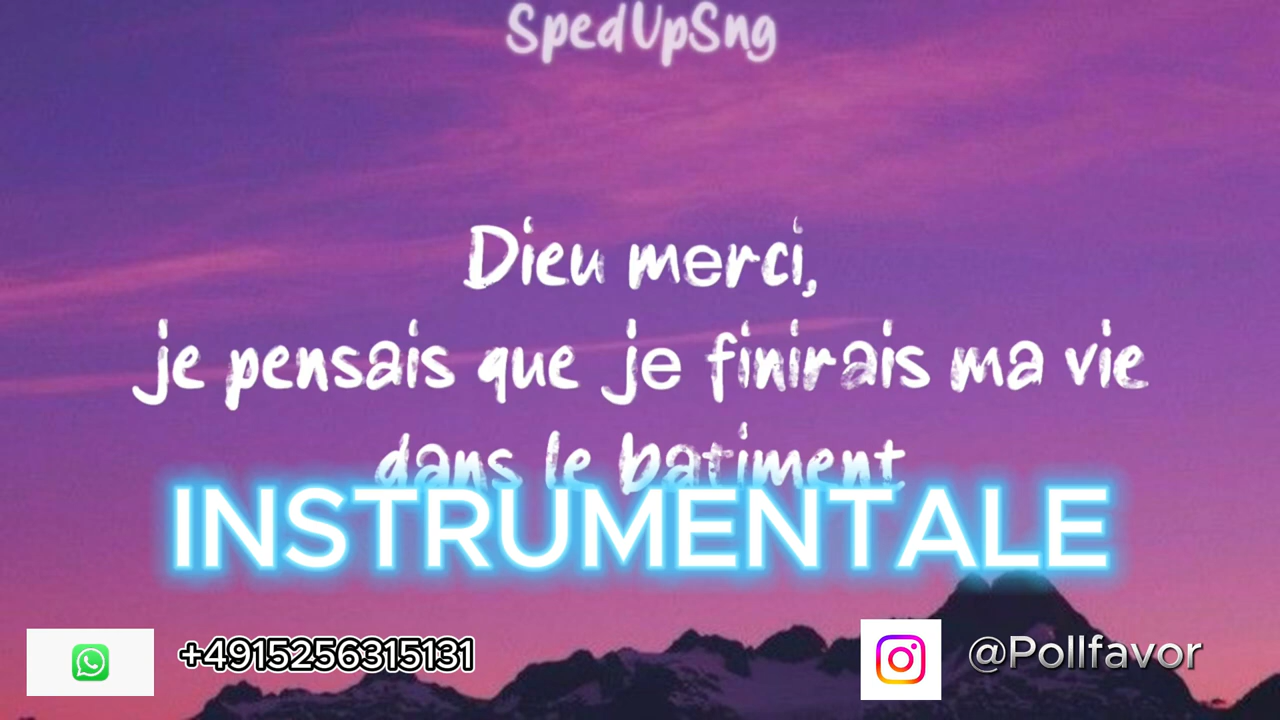 SpedUpSng
Dieu merci,
je pensais que je finirais ma vie
dans le batiment
INSTRUMENTALE
+4915256315131
@Pollfavor